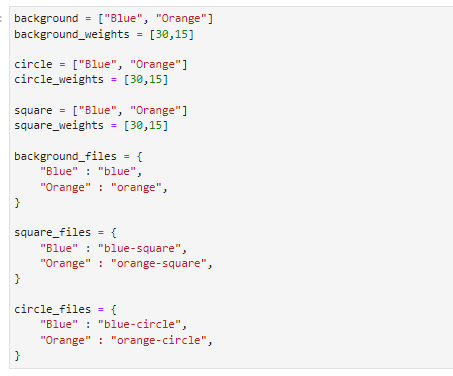 background = ["Blue", "Orange"]
background_weights = [30,15]
circle = ["Blue", "Orange"]
circle_weights = [30,15]
square = ["Blue", "Orange"]
square_weights = [30,15]
background_files = {
    "Blue" : "blue",
    "Orange" : "orange",
}
square_files = {
    "Blue" : "blue-square",
    "Orange" : "orange-square",
}
circle_files = {
    "Blue" : "blue-circle",
    "Orange" : "orange-circle",
}